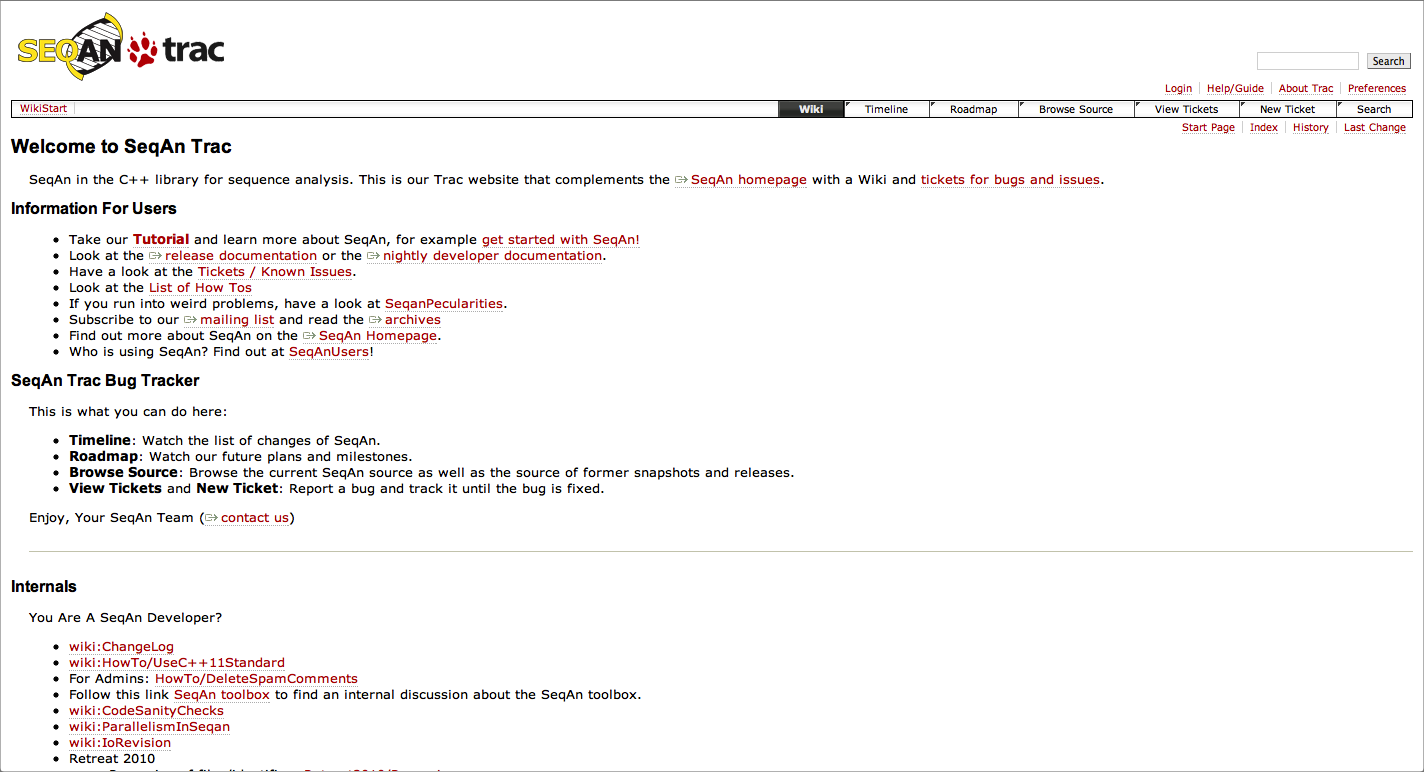 SEQAN trac
Search
Login Help/Guide About Trac Preferences
WikiStart Wiki Timeline Roadmap Browse Source View Tickets New Ticket Search
Start Page Index History Last Change
Welcome to SeqAn Trac
SeqAn in the C++ library for sequence analysis. This is our Trac website that complements the SeqAn homepage with a Wiki and tickets for bugs and issues.
Information For Users
Take our Tutorial and learn more about SeqAn, for example get started with SeqAn!
Look at the release documentation or the nightly developer documentation.
Have a look at the Tickets / Known Issues.
Look at the List of How Tos
If you run into weird problems, have a look at SeqanPecularities.
Subscribe to our mailing list and read the archives
Find out more about SeqAn on the SeqAn Homepage.
Who is using SeqAn? Find out at SeqAnUsers!
SeqAn Trac Bug Tracker
This is what you can do here:
Timeline: Watch the list of changes of SeqAn.
Roadmap: Watch our future plans and milestones.
Browse Source: Browse the current SeqAn source as well as the source of former snapshots and releases.
View Tickets and New Ticket: Report a bug and track it until the bug is fixed.
Enjoy, Your SeqAn Team (contact us)
Internals
You Are A SeqAn Developer?
wiki:ChangeLog
wiki:HowTo/UseC++11Standard
For Admins: HowTo/DeleteSpamComments
Follow this link SeqAn toolbox to find an internal discussion about the SeqAn toolbox.
wiki:CodeSanityChecks
wiki:ParallelismInSeqan
wiki:IoRevision
Retreat 2010